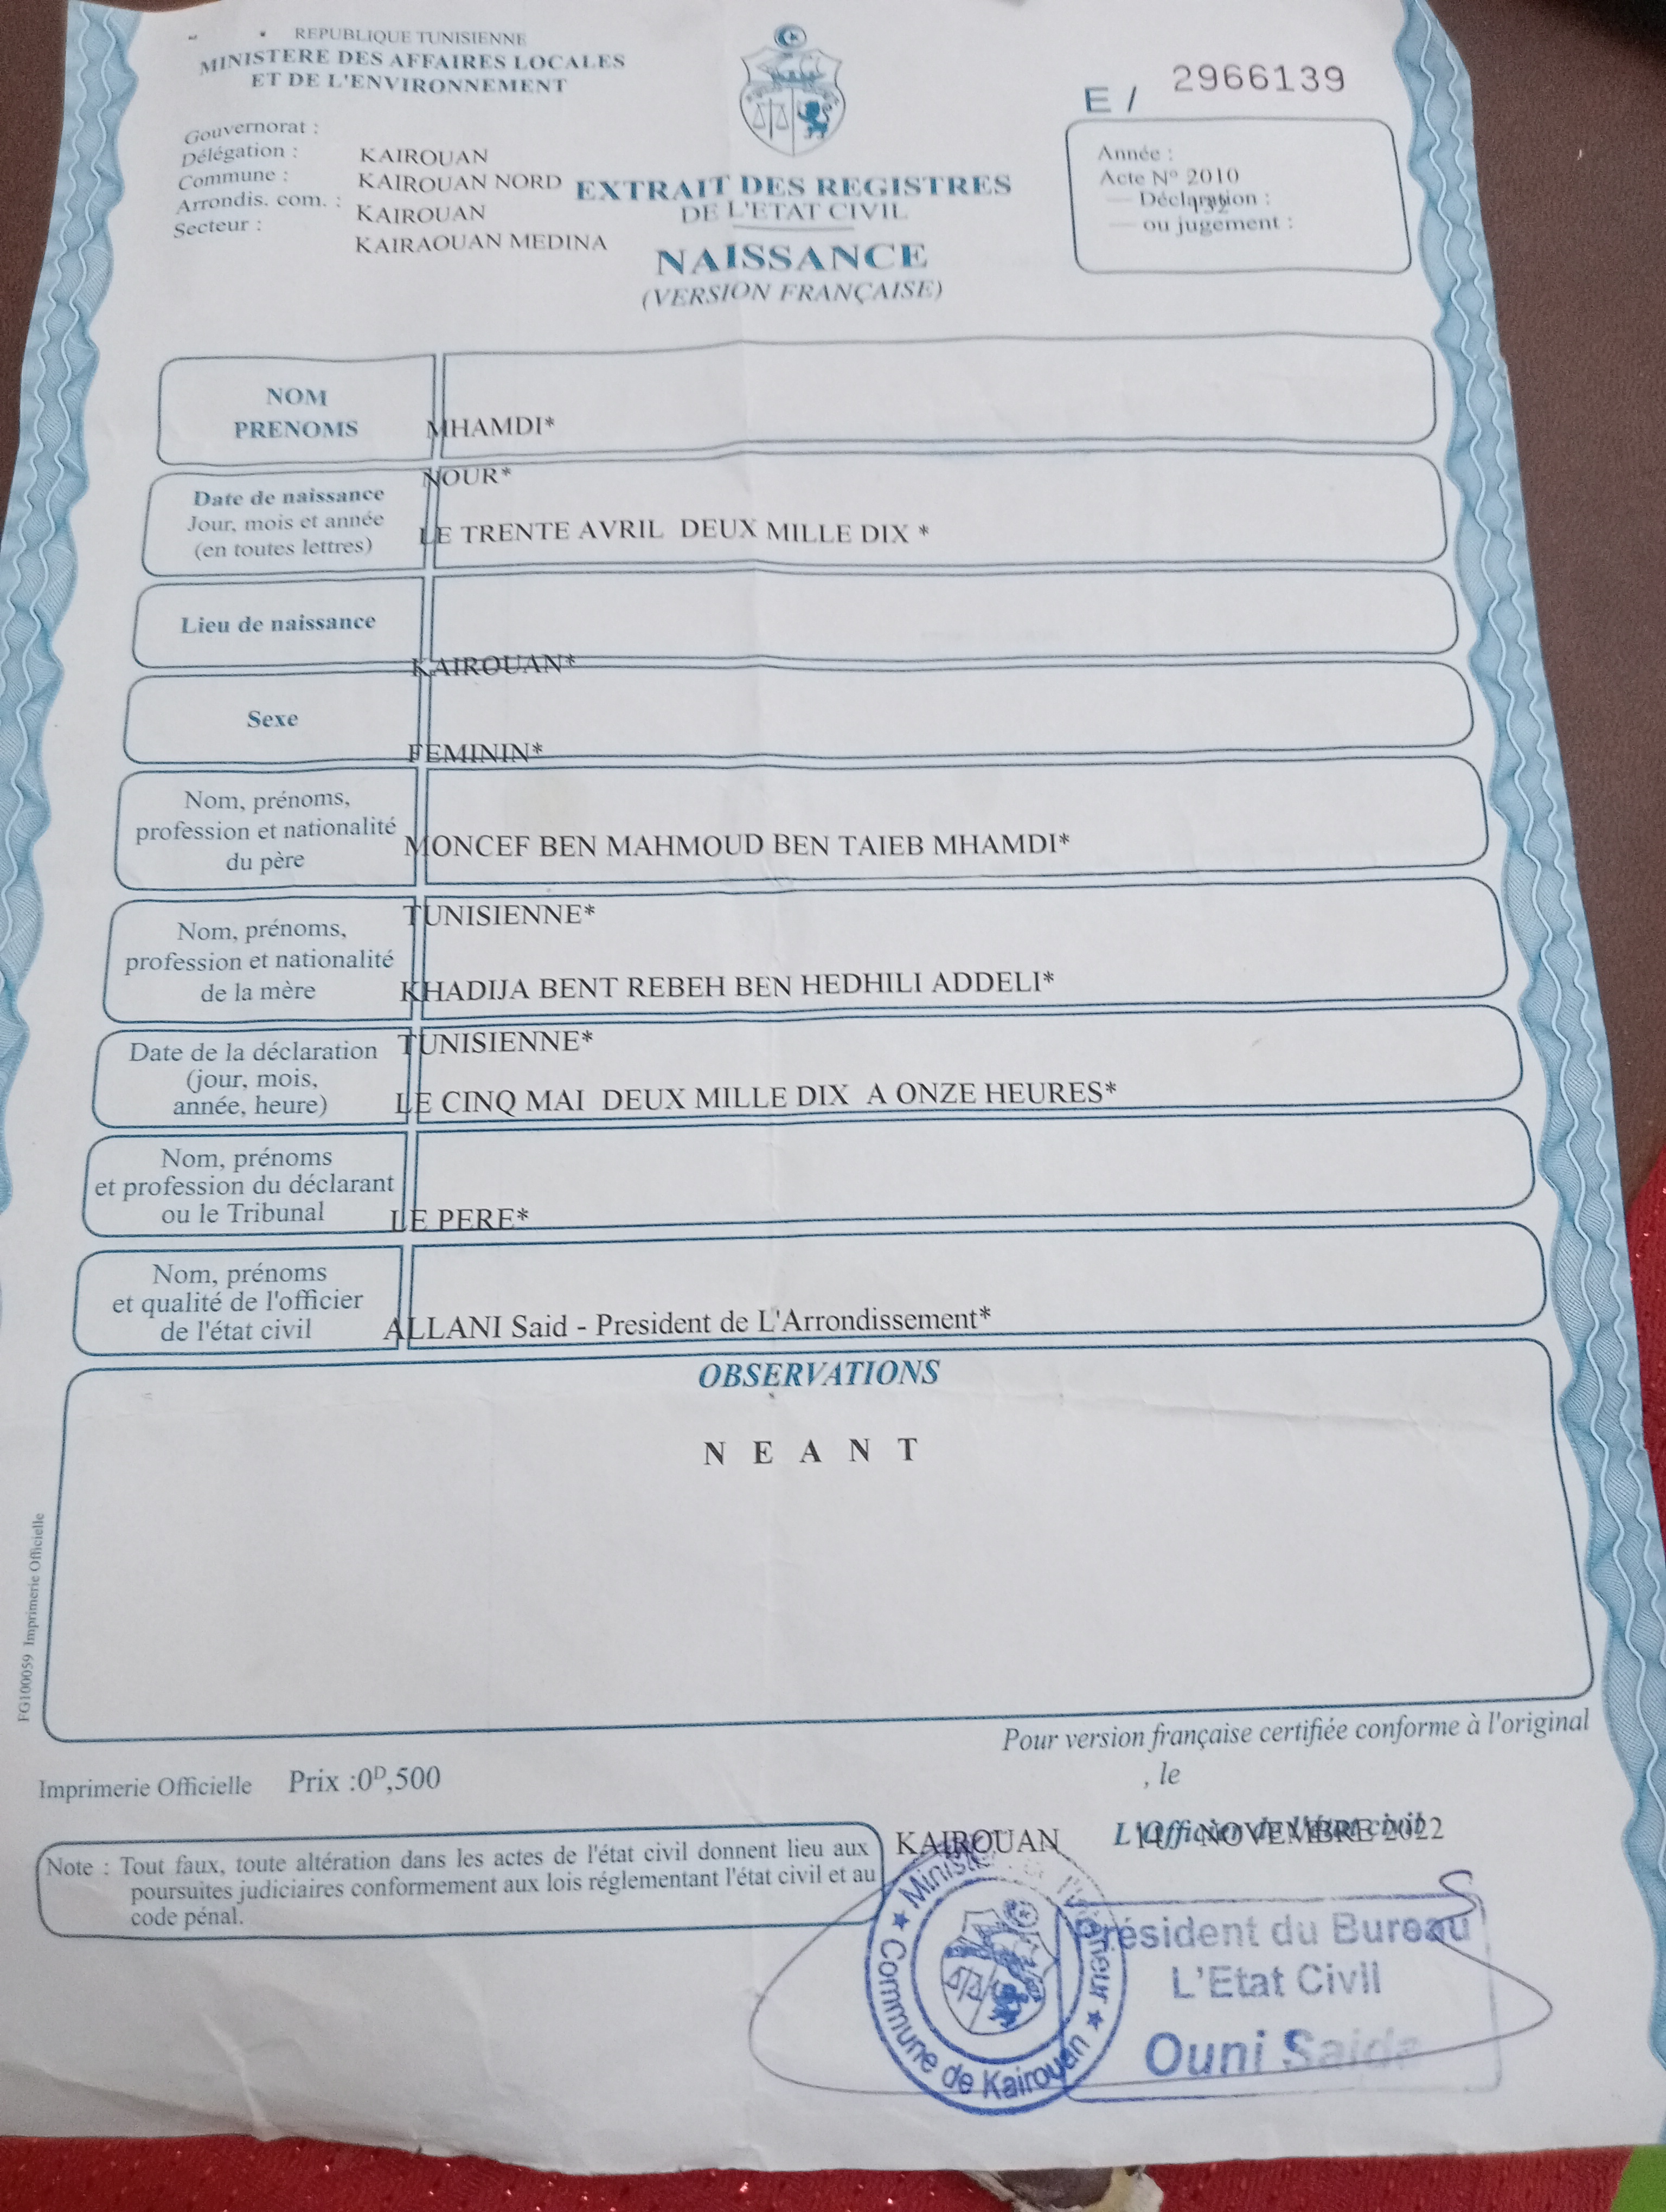 REPUBLIQUE TUNISIENNE
MINISTERE DES AFFAIRES LOCALES
ET DE L'ENVIRONNEMENT
E / 2966139
Gouvernorat :
Délégation : KAIROUAN
Commune : KAIROUAN NORD
Arrondis. com. : KAIROUAN
Secteur : KAIRAOUAN MEDINA
EXTRAIT DES REGISTRES
DE L'ETAT CIVIL
NAISSANCE
(VERSION FRANÇAISE)
Année :
Acte Nº 2010
— Déclaration :
— ou jugement :
NOM
PRENOMS MHAMDI*
NOUR*
Date de naissance
Jour, mois et année
(en toutes lettres) LE TRENTE AVRIL DEUX MILLE DIX *
Lieu de naissance
KAIROUAN*
Sexe
FEMININ*
Nom, prénoms,
profession et nationalité
du père
MONCEF BEN MAHMOUD BEN TAIEB MHAMDI*
TUNISIENNE*
Nom, prénoms,
profession et nationalité
de la mère
KHADIJA BENT REBEH BEN HEDHILI ADDELI*
TUNISIENNE*
Date de la déclaration
(jour, mois,
année, heure)
LE CINQ MAI DEUX MILLE DIX A ONZE HEURES*
Nom, prénoms
et profession du déclarant
ou le Tribunal
LE PERE*
Nom, prénoms
et qualité de l'officier
de l'état civil
ALLANI Said - President de L'Arrondissement*
OBSERVATIONS
N E A N T
FG100059 Imprimerie Officielle
Pour version française certifiée conforme à l'original
, le
Imprimerie Officielle Prix :0D,500
KAIROUAN
L'Officier de l'état civil
NOVEMBRE 2022
Note : Tout faux, toute altération dans les actes de l'état civil donnent lieu aux
poursuites judiciaires conformement aux lois réglementant l'état civil et au
code pénal.
Commune de Kairouan
Président du Bureau
L'Etat Civil
Ouni Saida